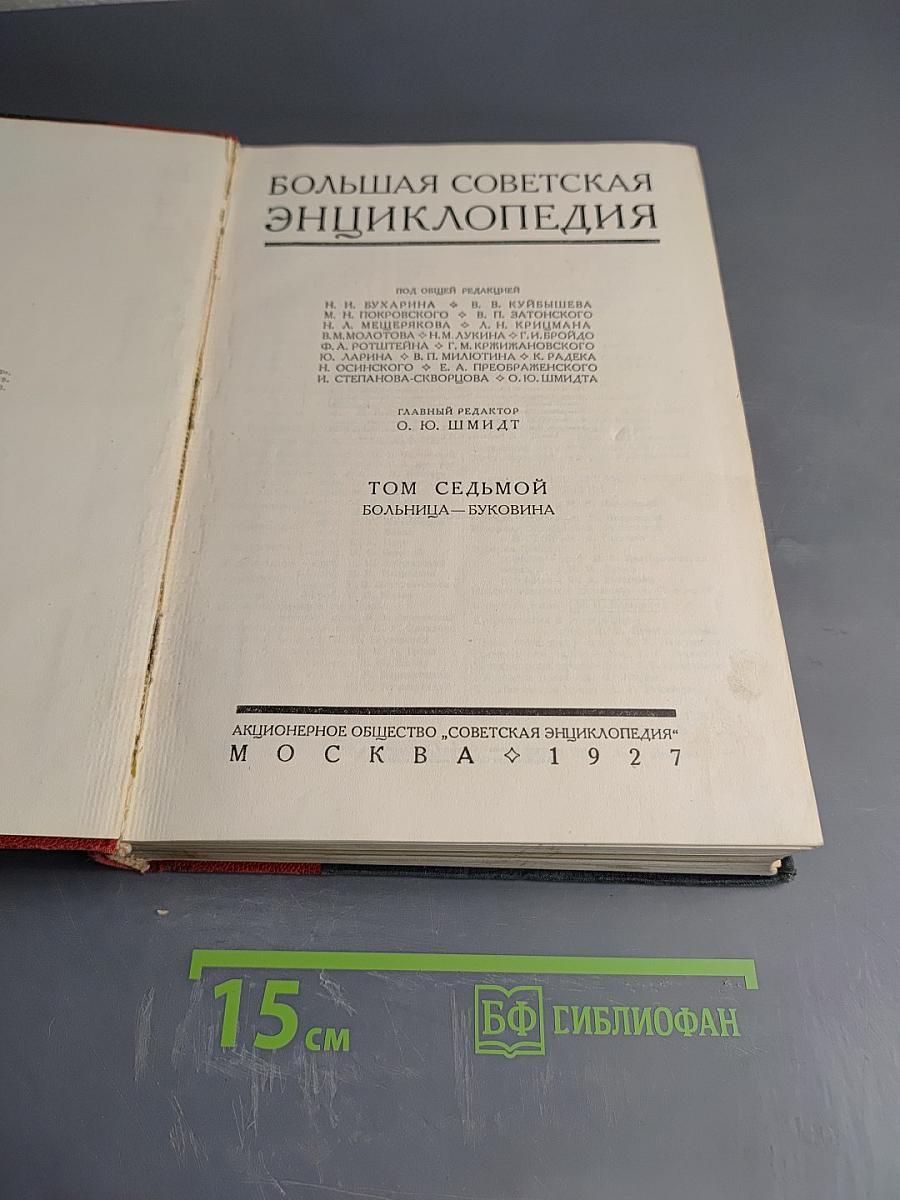 БОЛЬШАЯ СОВЕТСКАЯ
ЭНЦИКЛОПЕДИЯ
ПОД ОБЩЕЙ РЕДАКЦИЕЙ
Н. И. БУХАРИНА ✧ В. В. КУЙБЫШЕВА
М. Н. ПОКРОВСКОГО ✧ В. П. ЗАТОНСКОГО
Н. Л. МЕЩЕРЯКОВА ✧ Л. Н. КРИЦМАНА
В. М. МОЛОТОВА ✧ Н. М. ЛУКИНА ✧ Г. И. БРОЙДО
Ф. А. РОТШТЕЙНА ✧ Г. М. КРЖИЖАНОВСКОГО
Ю. ЛАРИНА ✧ В. П. МИЛЮТИНА ✧ К. РАДЕКА
Н. ОСИНСКОГО ✧ Е. А. ПРЕОБРАЖЕНСКОГО
И. СТЕПАНОВА-СКВОРЦОВА ✧ О. Ю. ШМИДТА
ГЛАВНЫЙ РЕДАКТОР
О. Ю. ШМИДТ
ТОМ СЕДЬМОЙ
БОЛЬНИЦА—БУКОВИНА
АКЦИОНЕРНОЕ ОБЩЕСТВО „СОВЕТСКАЯ ЭНЦИКЛОПЕДИЯ“
МОСКВА ✧ 1927
15 см
БФ БИБЛИОФАН